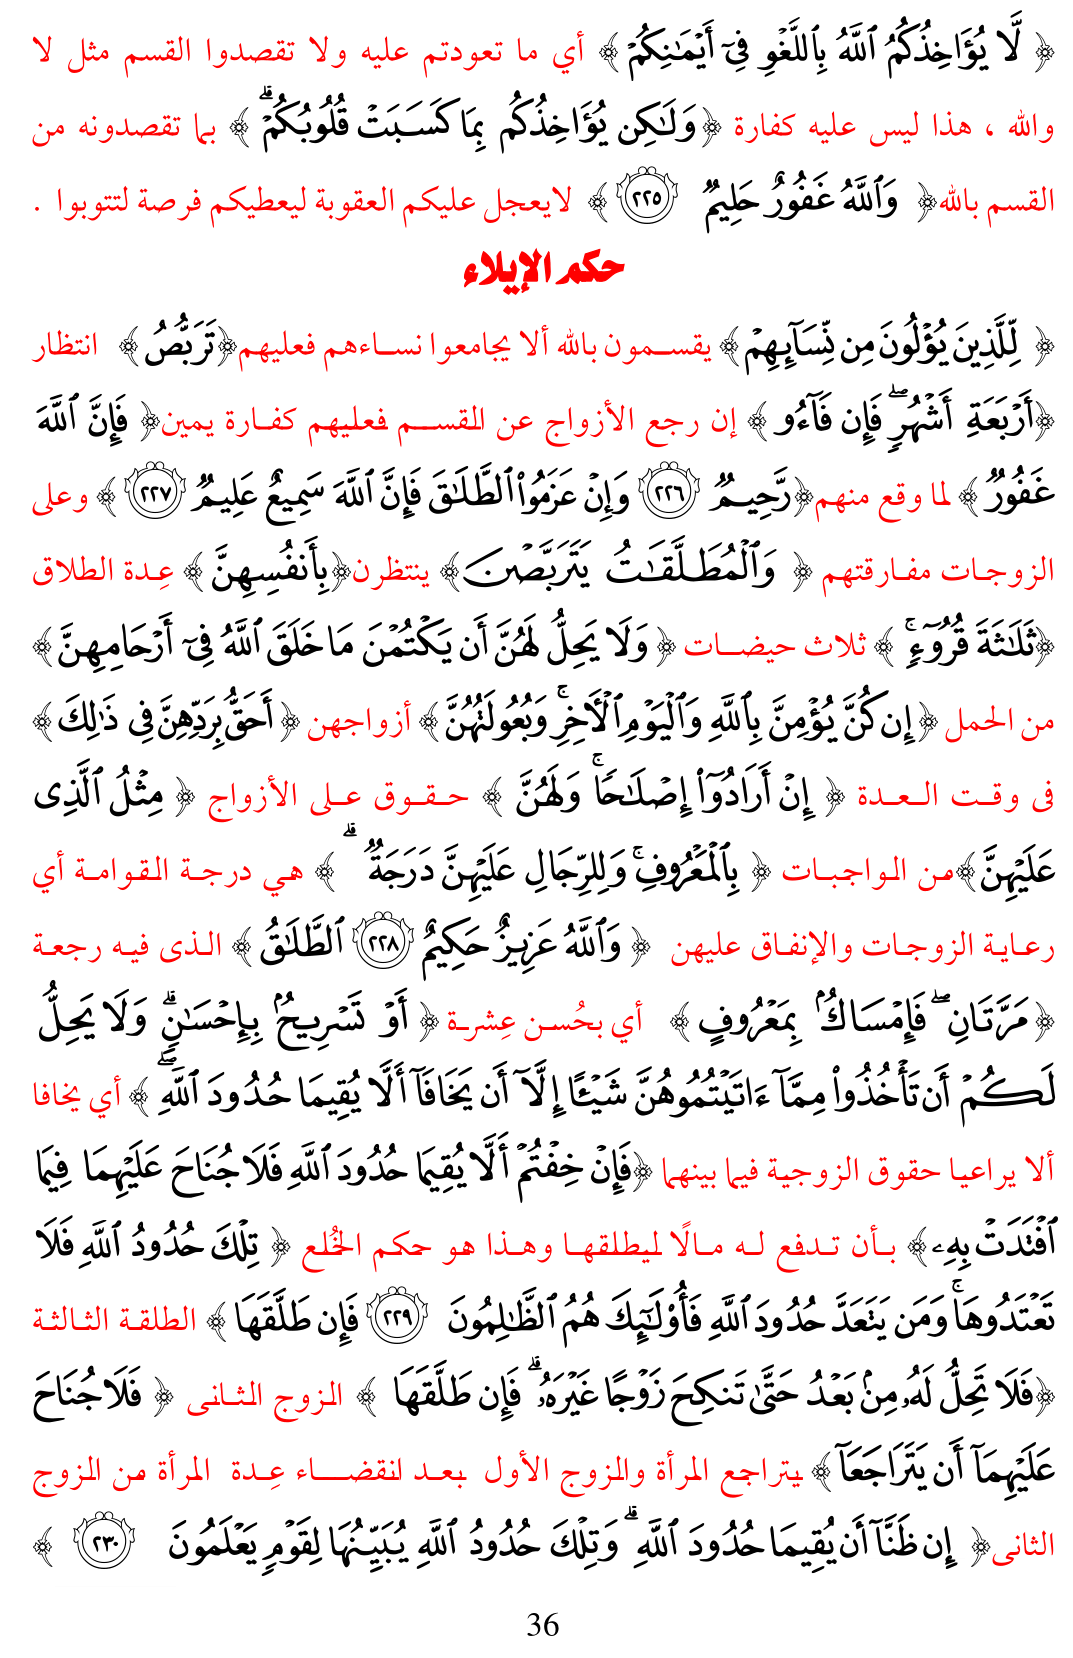 ﴿ لَّا يُؤَاخِذُكُمُ ٱللَّهُ بِٱللَّغْوِ فِىٓ أَيْمَٰنِكُمْ ﴾ أي ما تعودتم عليه ولا تقصدوا القسم مثل لا
والله ، هذا ليس عليه كفارة ﴿ وَلَٰكِن يُؤَاخِذُكُم بِمَا كَسَبَتْ قُلُوبُكُمْ ۗ ﴾ بما تقصدونه من
القسم بالله﴿ وَٱللَّهُ غَفُورٌ حَلِيمٌ ٢٢٥ ﴾ لايعجل عليكم العقوبة ليعطيكم فرصة لتتوبوا .
حكم الإيلاء
﴿ لِّلَّذِينَ يُؤْلُونَ مِن نِّسَآئِهِمْ ﴾ يقسمون بالله ألا يجامعوا نساءهم فعليهم﴿تَرَبُّصُ ﴾ انتظار
﴿أَرْبَعَةِ أَشْهُرٍ ۖ فَإِن فَآءُو ﴾ إن رجع الأزواج عن القسم فعليهم كفارة يمين﴿ فَإِنَّ ٱللَّهَ
غَفُورٌ ﴾ لما وقع منهم﴿رَّحِيمٌ ٢٢٦ وَإِنْ عَزَمُوا۟ ٱلطَّلَٰقَ فَإِنَّ ٱللَّهَ سَمِيعٌ عَلِيمٌ ٢٢٧ ﴾ وعلى
الزوجات مفارقتهم ﴿ وَٱلْمُطَلَّقَٰتُ يَتَرَبَّصْنَ ﴾ ينتظرن﴿بِأَنفُسِهِنَّ ﴾ عِدة الطلاق
﴿ثَلَٰثَةَ قُرُوٓءٍ ۚ ﴾ ثلاث حيضات ﴿ وَلَا يَحِلُّ لَهُنَّ أَن يَكْتُمْنَ مَا خَلَقَ ٱللَّهُ فِىٓ أَرْحَامِهِنَّ ﴾
من الحمل ﴿إِن كُنَّ يُؤْمِنَّ بِٱللَّهِ وَٱلْيَوْمِ ٱلْأَخِرِ ۚ وَبُعُولَتُهُنَّ ﴾ أزواجهن ﴿ أَحَقُّ بِرَدِّهِنَّ فِى ذَٰلِكَ ﴾
فى وقت العدة ﴿ إِنْ أَرَادُوٓا۟ إِصْلَٰحًا ۚ وَلَهُنَّ ﴾ حقوق على الأزواج ﴿ مِثْلُ ٱلَّذِى
عَلَيْهِنَّ ﴾من الواجبات ﴿ بِٱلْمَعْرُوفِ ۚ وَلِلرِّجَالِ عَلَيْهِنَّ دَرَجَةٌ ۗ ﴾ هي درجة القوامة أي
رعاية الزوجات والإنفاق عليهن ﴿ وَٱللَّهُ عَزِيزٌ حَكِيمٌ ٢٢٨ ٱلطَّلَٰقُ ﴾ الذى فيه رجعة
﴿ مَرَّتَانِ ۖ فَإِمْسَاكٌۢ بِمَعْرُوفٍ ﴾ أي بحُسن عِشرة ﴿ أَوْ تَسْرِيحٌۢ بِإِحْسَٰنٍ ۗ وَلَا يَحِلُّ
لَكُمْ أَن تَأْخُذُوا۟ مِمَّآ ءَاتَيْتُمُوهُنَّ شَيْـًٔا إِلَّآ أَن يَخَافَآ أَلَّا يُقِيمَا حُدُودَ ٱللَّهِ ۖ ﴾ أي يخافا
ألا يراعيا حقوق الزوجية فيما بينهما ﴿فَإِنْ خِفْتُمْ أَلَّا يُقِيمَا حُدُودَ ٱللَّهِ فَلَا جُنَاحَ عَلَيْهِمَا فِيمَا
ٱفْتَدَتْ بِهِۦ ﴾ بأن تدفع له مالًا ليطلقها وهذا هو حكم الخُلع ﴿ تِلْكَ حُدُودُ ٱللَّهِ فَلَا
تَعْتَدُوهَا ۚ وَمَن يَتَعَدَّ حُدُودَ ٱللَّهِ فَأُو۟لَٰٓئِكَ هُمُ ٱلظَّٰلِمُونَ ٢٢٩ فَإِن طَلَّقَهَا ﴾ الطلقة الثالثة
﴿فَلَا تَحِلُّ لَهُۥ مِنۢ بَعْدُ حَتَّىٰ تَنكِحَ زَوْجًا غَيْرَهُۥ ۗ فَإِن طَلَّقَهَا ﴾ الزوج الثانى ﴿ فَلَا جُنَاحَ
عَلَيْهِمَآ أَن يَتَرَاجَعَآ ﴾ يتراجع المرأة والزوج الأول بعد انقضاء عِدة المرأة من الزوج
الثانى﴿ إِن ظَنَّآ أَن يُقِيمَا حُدُودَ ٱللَّهِ ۗ وَتِلْكَ حُدُودُ ٱللَّهِ يُبَيِّنُهَا لِقَوْمٍ يَعْلَمُونَ ٢٣٠ ﴾
36